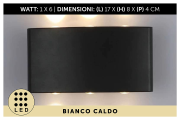 WATT: 1 X 6 | DIMENSIONI: (L) 17 X (H) 8 X (P) 4 CM
LED
BIANCO CALDO